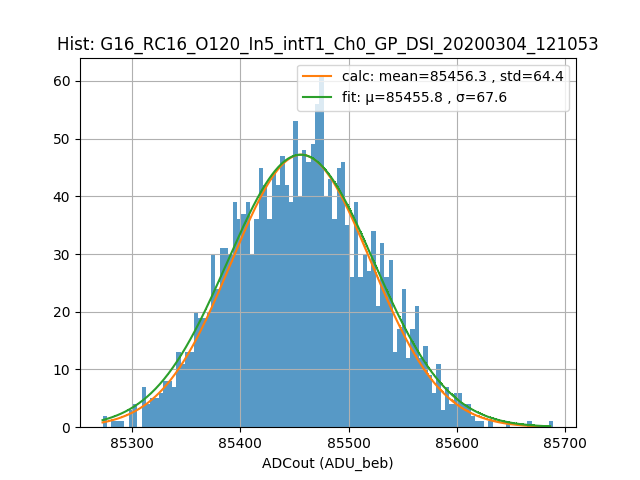 Hist: G16_RC16_O120_In5_intT1_Ch0_GP_DSI_20200304_121053
calc: mean=85456.3 , std=64.4
fit: μ=85455.8 , σ=67.6
60
50
40
30
20
10
0
85300 85400 85500 85600 85700
ADCout (ADU_beb)